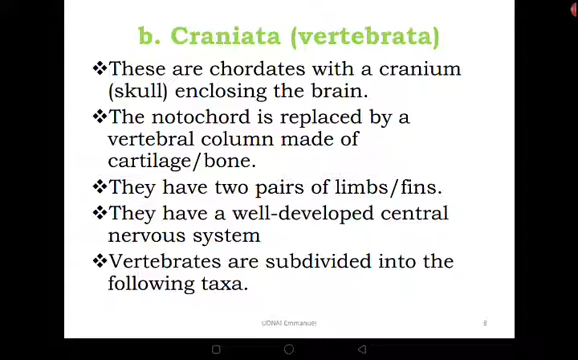 b. Craniata (vertebrata)
❖These are chordates with a cranium
(skull) enclosing the brain.
❖The notochord is replaced by a
vertebral column made of
cartilage/bone.
❖They have two pairs of limbs/fins.
❖They have a well-developed central
nervous system
❖Vertebrates are subdivided into the
following taxa.
Emmanuel
8